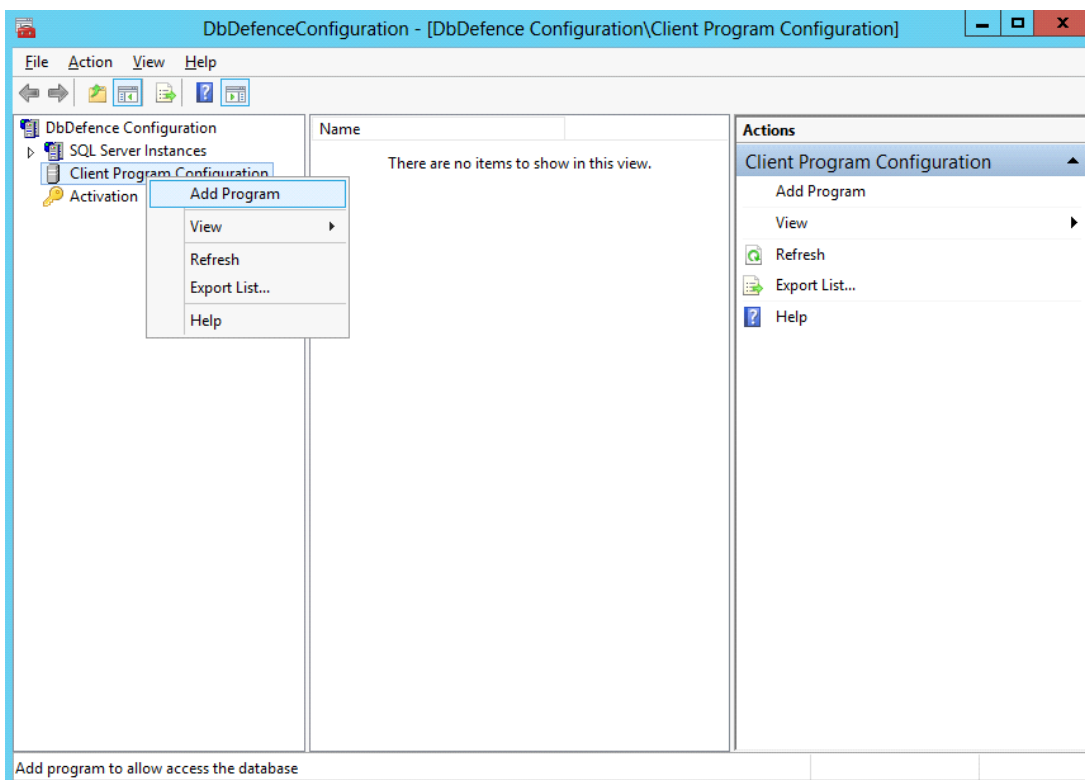 DbDefenceConfiguration - [DbDefence Configuration\Client Program Configuration]
File Action View Help
DbDefence Configuration
SQL Server Instances
Client Program Configuration
Activation
Add Program
View
Refresh
Export List...
Help
Name
There are no items to show in this view.
Actions
Client Program Configuration
Add Program
View
Refresh
Export List...
Help
Add program to allow access the database